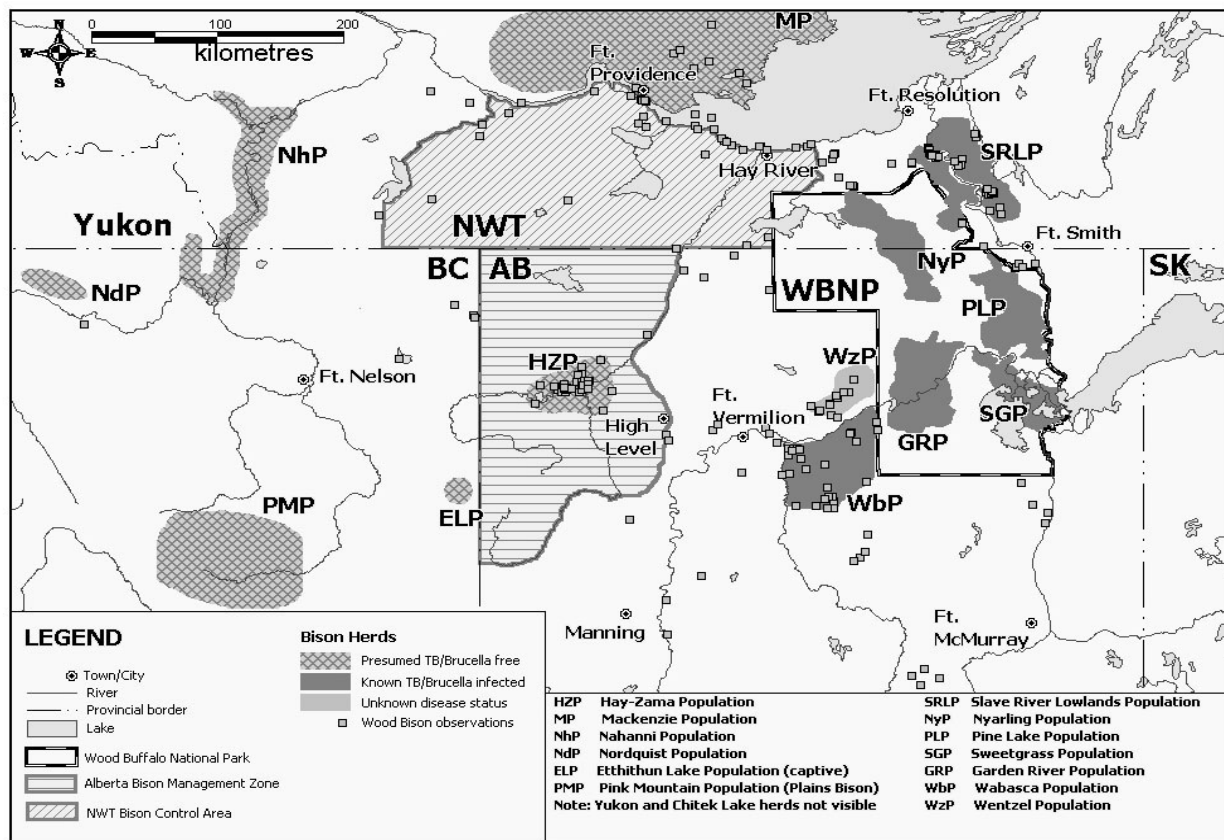 0 100 200
kilometres
N
W E
S
MP
Ft.
Providence
Ft. Resolution
NhP
SRLP
Hay River
Yukon
NWT
Ft. Smith
BC AB
NyP
SK
NdP
WBNP
PLP
HZP
WzP
Ft. Nelson
Ft.
Vermilion
High
Level
SGP
GRP
PMP
ELP
WbP
Manning
Ft.
McMurray
LEGEND
Town/City
River
Provincial border
Lake
Wood Buffalo National Park
Alberta Bison Management Zone
NWT Bison Control Area
Bison Herds
Presumed TB/Brucella free
Known TB/Brucella infected
Unknown disease status
Wood Bison observations
HZP Hay-Zama Population
MP Mackenzie Population
NhP Nahanni Population
NdP Nordquist Population
ELP Etthithun Lake Population (captive)
PMP Pink Mountain Population (Plains Bison)
Note: Yukon and Chitek Lake herds not visible
SRLP Slave River Lowlands Population
NyP Nyarling Population
PLP Pine Lake Population
SGP Sweetgrass Population
GRP Garden River Population
WbP Wabasca Population
WzP Wentzel Population